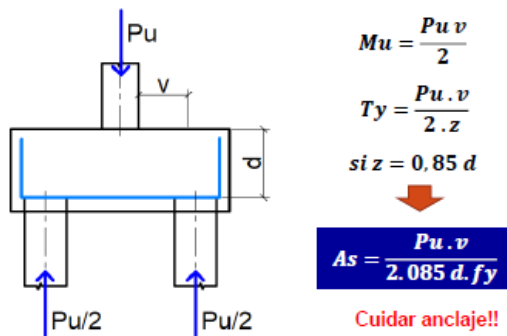 Pu
v
d
Pu/2
Pu/2
Mu = Pu v / 2
Ty = Pu . v / 2 . z
si z = 0,85 d
As = Pu . v / 2 . 085 d . fy
Cuidar anclaje!!